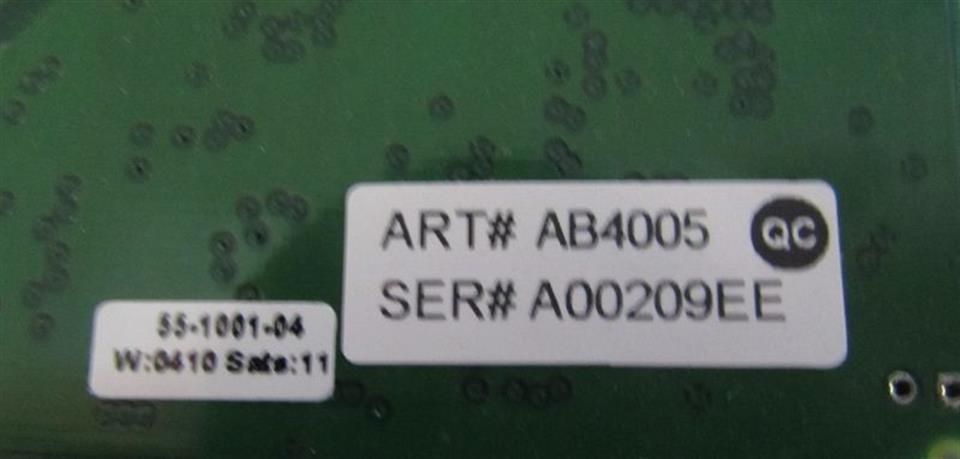 ART# AB4005 QC
SER# A00209EE
55-1001-04
W:0410 Sats:11